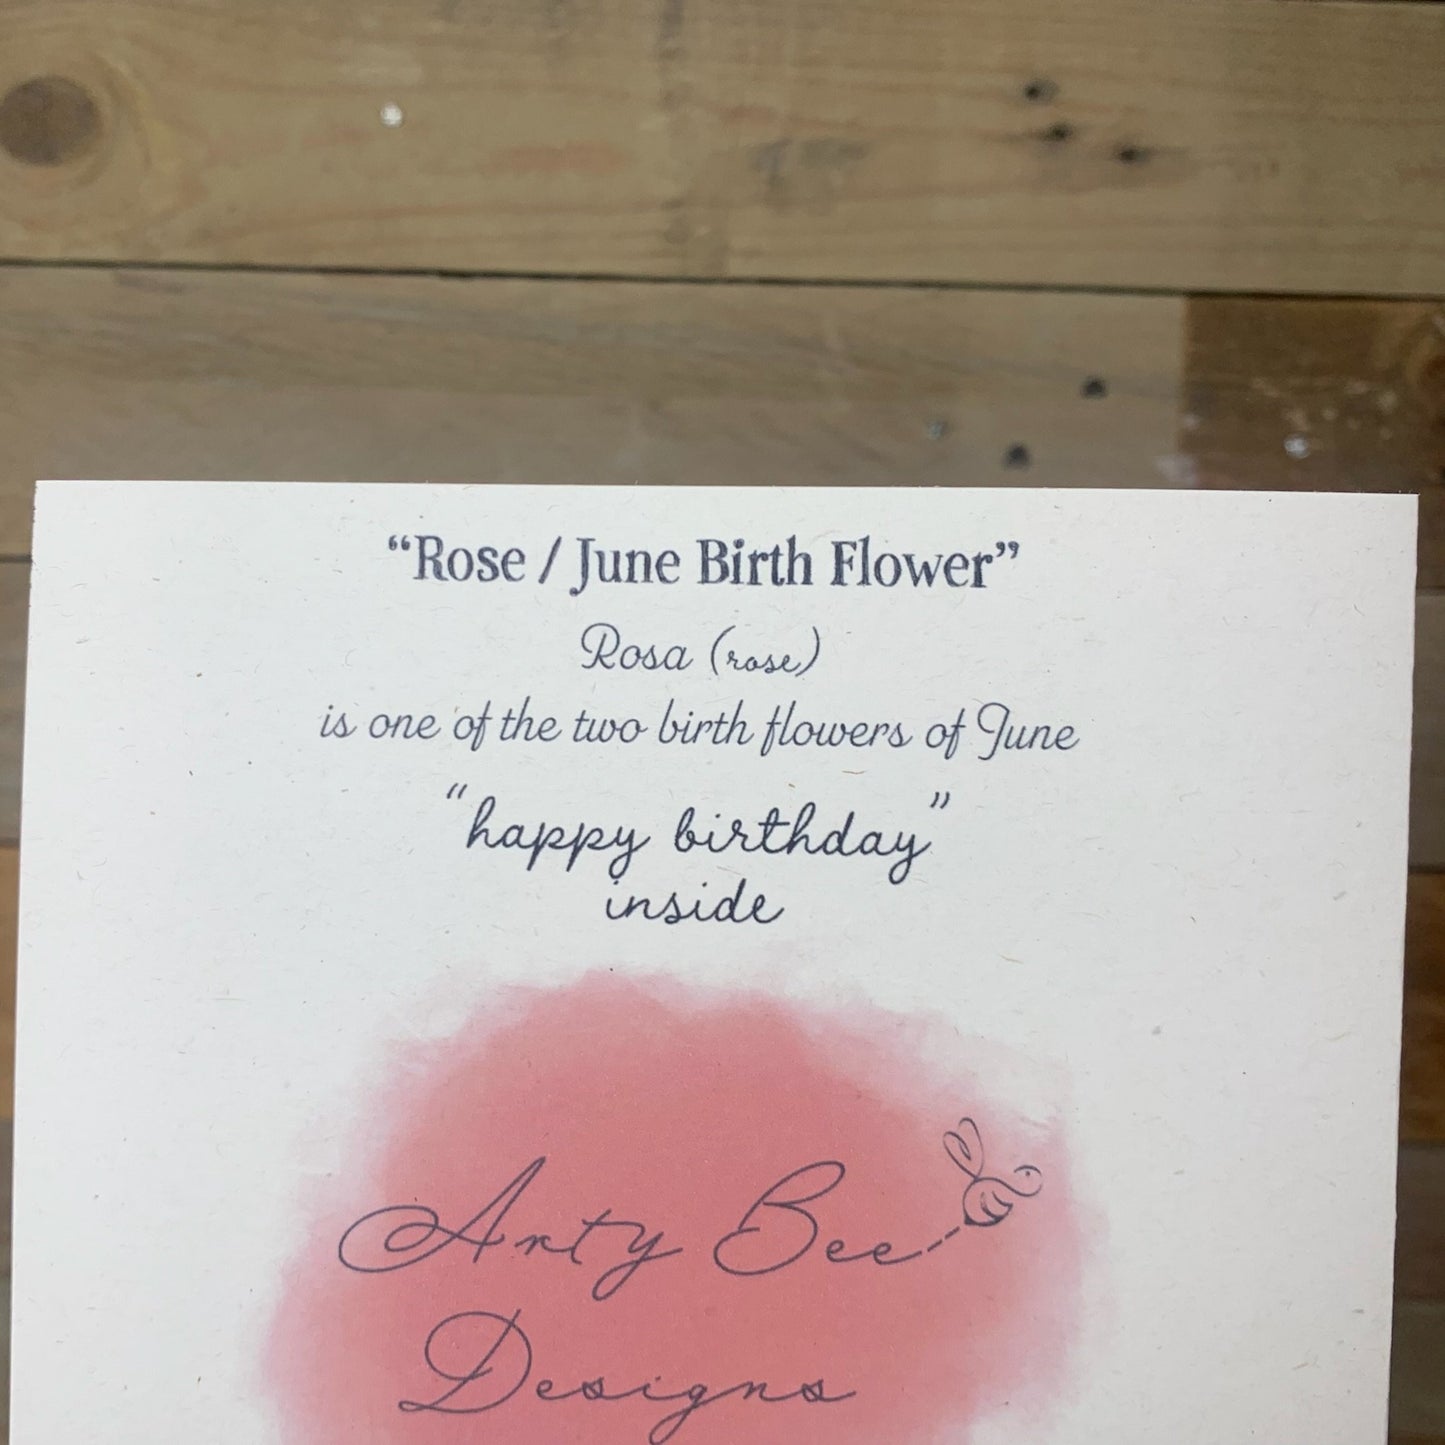 “Rose / June Birth Flower”
Rosa (rose)
is one of the two birth flowers of June
“happy birthday”
inside
Arty Bee
Designs